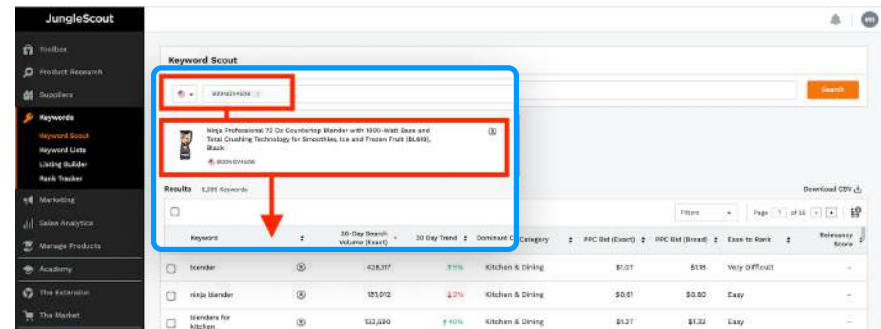 JungleScout
Toolbox
Product Research
Suppliers
Keywords
Keyword Scout
Keyword Lists
Listing Builder
Rank Tracker
Marketing
Sales Analytics
Manage Products
Academy
The Extension
The Market
Keyword Scout
Search
Ninja Professional 72 Oz Countertop Blender with 1000-Watt Base and
Total Crushing Technology for Smoothies, Ice and Frozen Fruit (BL610),
Black
Results Keywords
Download CSV
Filters Page 1 of
Keyword 30-Day Search Volume (Exact) 30 Day Trend Dominant Category PPC Bid (Exact) PPC Bid (Broad) Ease to Rank Relevancy Score
blender Kitchen & Dining Very Difficult -
ninja blender Kitchen & Dining $0.61 Easy -
blenders for kitchen Kitchen & Dining Easy -